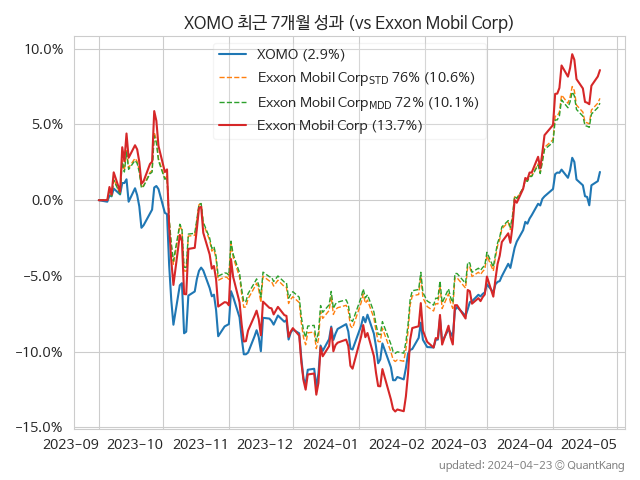 XOMO 최근 7개월 성과 (vs Exxon Mobil Corp)
XOMO (2.9%)
Exxon Mobil CorpSTD 76% (10.6%)
Exxon Mobil CorpMDD 72% (10.1%)
Exxon Mobil Corp (13.7%)
10.0%
5.0%
0.0%
−5.0%
−10.0%
−15.0%
2023-09 2023-10 2023-11 2023-12 2024-01 2024-02 2024-03 2024-04 2024-05
updated: 2024-04-23 ⓒ QuantKang